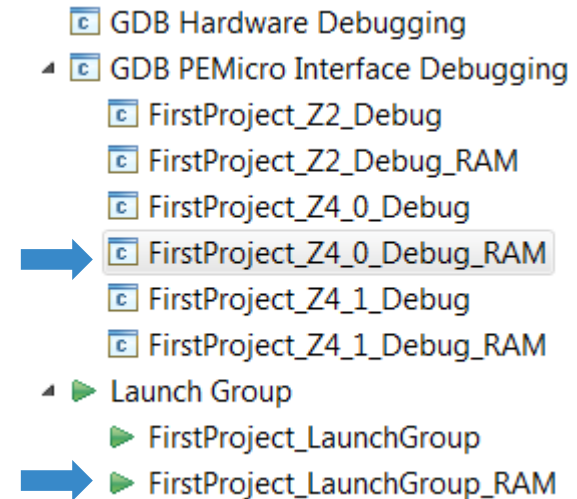 GDB Hardware Debugging
GDB PEMicro Interface Debugging
FirstProject_Z2_Debug
FirstProject_Z2_Debug_RAM
FirstProject_Z4_0_Debug
FirstProject_Z4_0_Debug_RAM
FirstProject_Z4_1_Debug
FirstProject_Z4_1_Debug_RAM
Launch Group
FirstProject_LaunchGroup
FirstProject_LaunchGroup_RAM